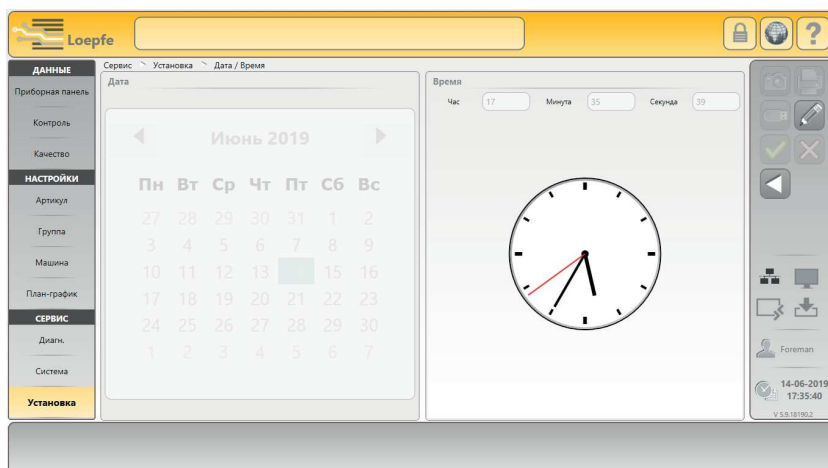 Loepfe
?
ДАННЫЕ
Приборная панель
Контроль
Качество
НАСТРОЙКИ
Артикул
Группа
Машина
План-график
СЕРВИС
Диагн.
Система
Установка
Сервис Установка Дата / Время
Дата
Июнь 2019
Пн Вт Ср Чт Пт Сб Вс
27 28 29 30 31 1 2
3 4 5 6 7 8 9
10 11 12 13 15 16
17 18 19 20 21 22 23
24 25 26 27 28 29 30
1 2 3 4 5 6 7
Время
Час 17 Минута 35 Секунда 39
Foreman
14-06-2019
17:35:40
V 5.9.18190.2